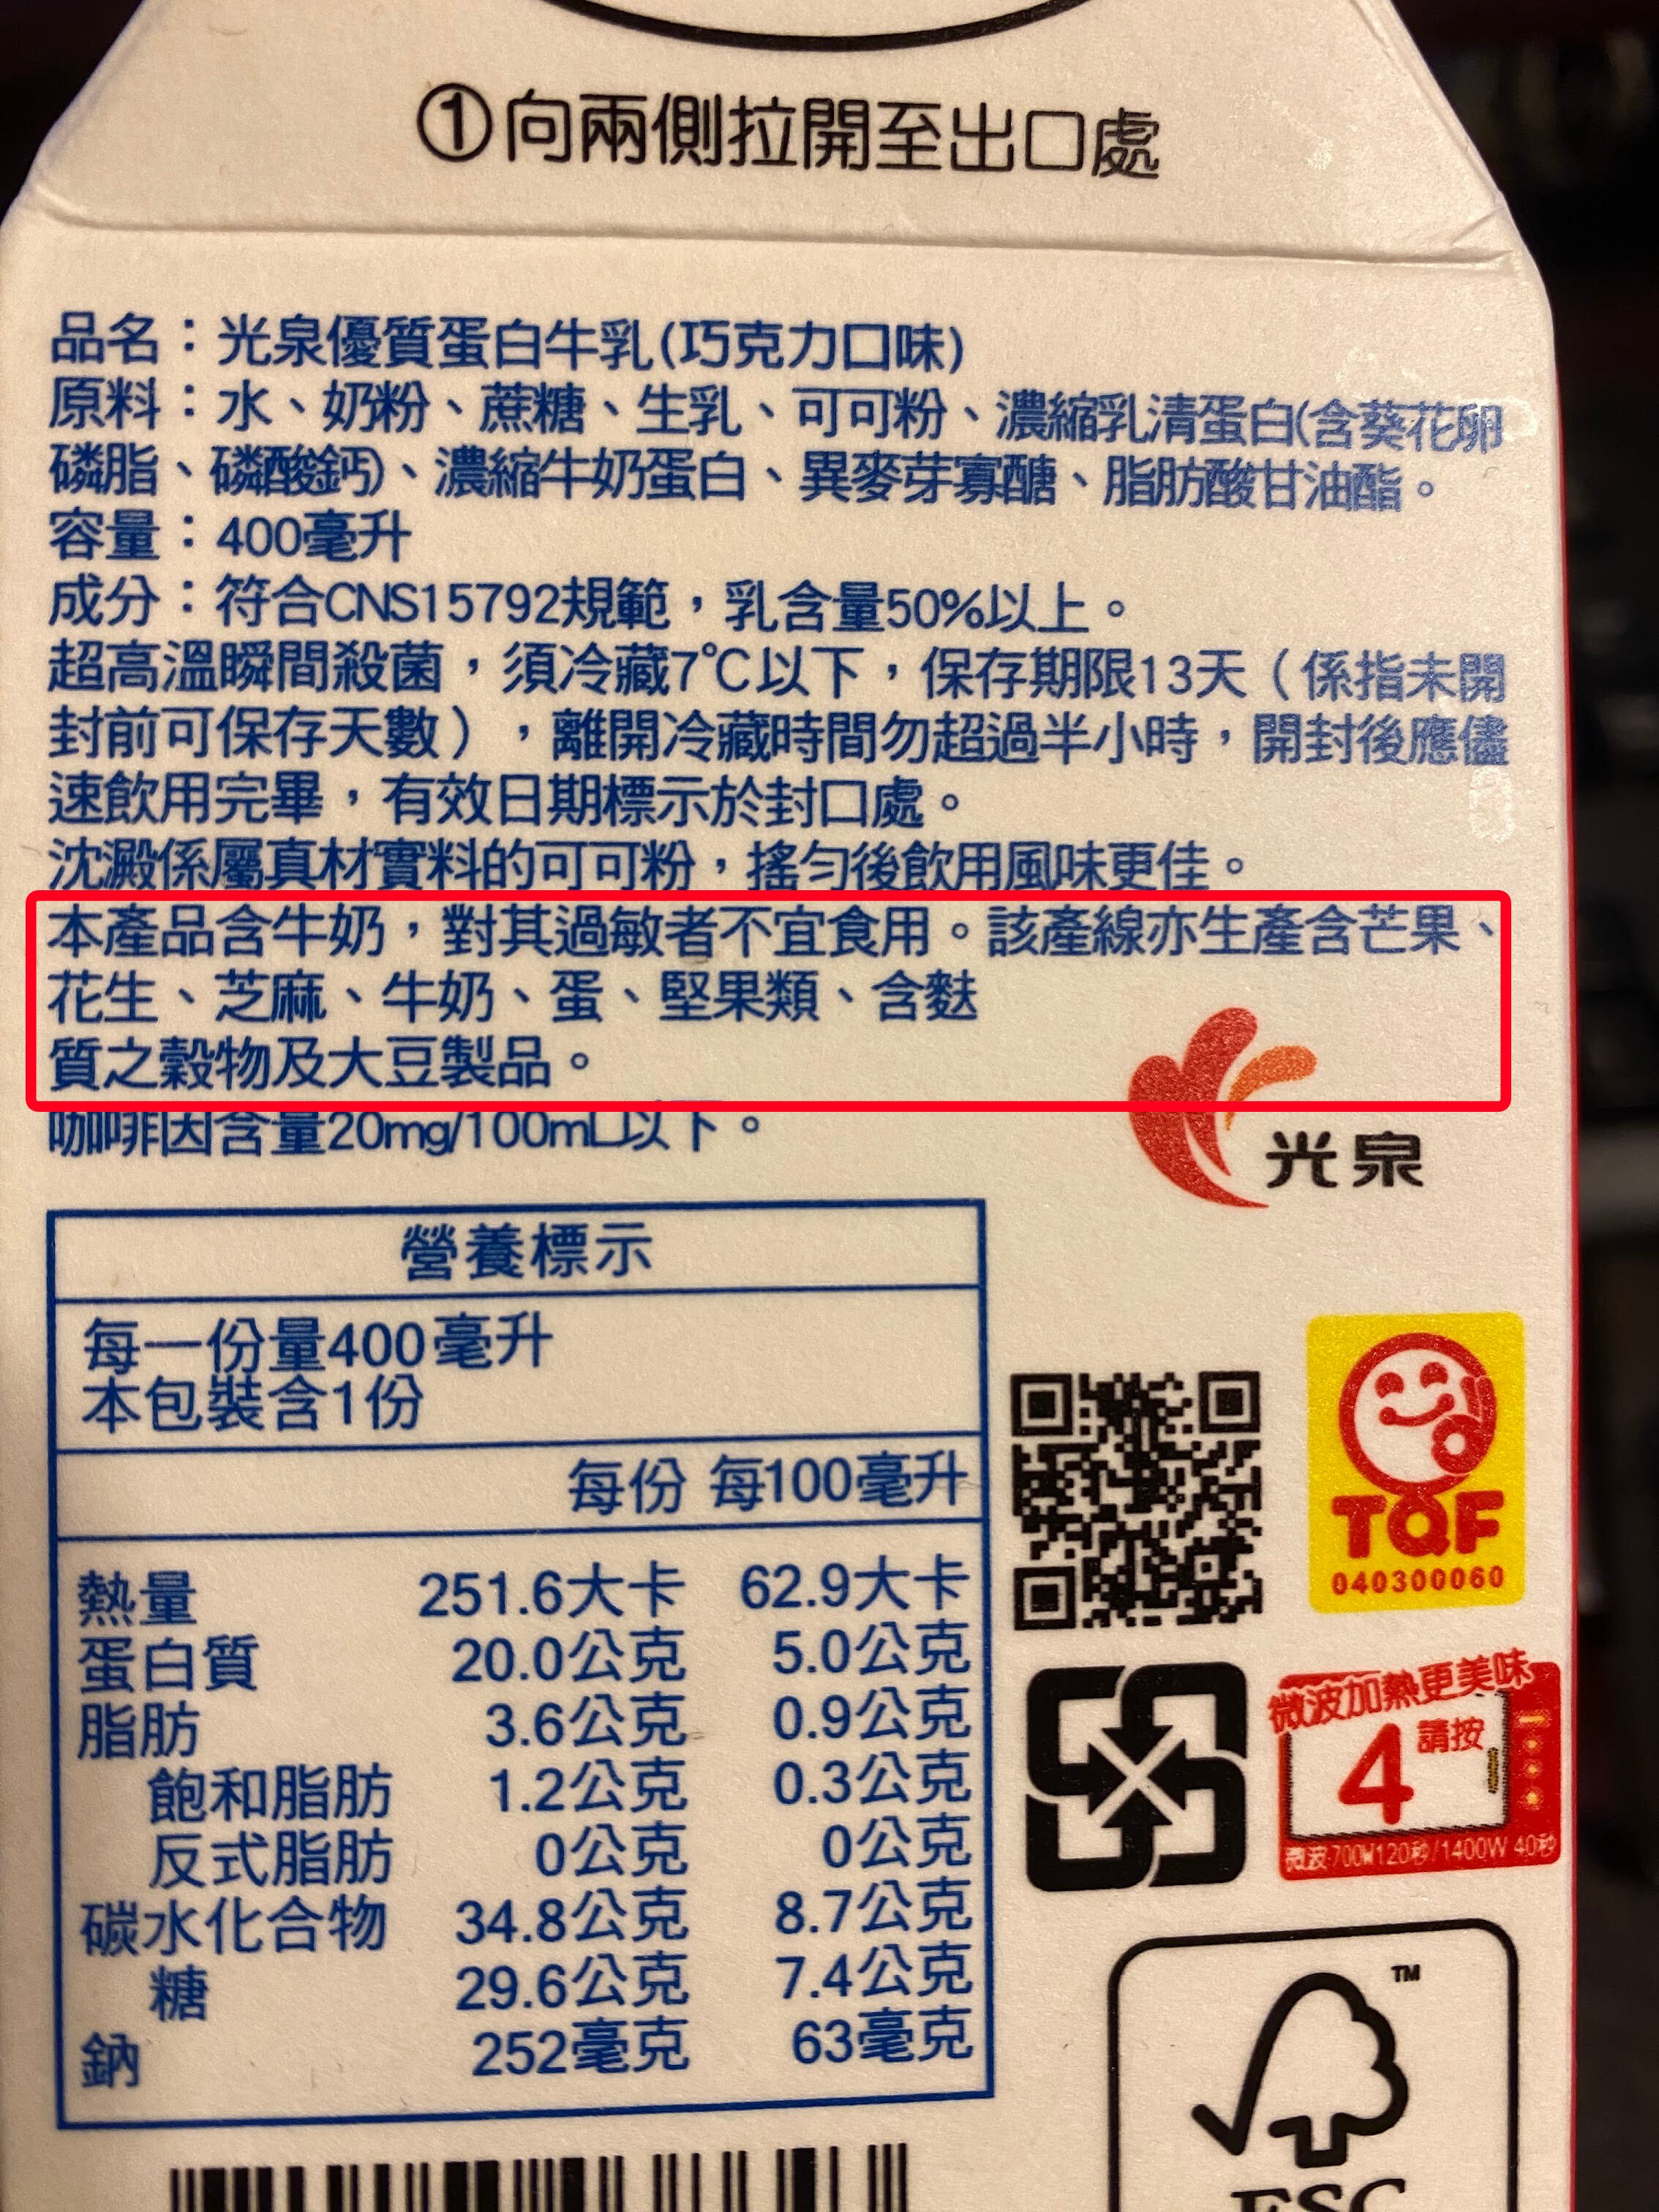 ①向兩側拉開至出口處
品名：光泉優質蛋白牛乳(巧克力口味)
原料：水、奶粉、蔗糖、生乳、可可粉、濃縮乳清蛋白(含葵花卵
磷脂、磷酸鈣)、濃縮牛奶蛋白、異麥芽寡醣、脂肪酸甘油酯。
容量：400毫升
成分：符合CNS15792規範，乳含量50%以上。
超高溫瞬間殺菌，須冷藏7℃以下，保存期限13天（係指未開
封前可保存天數），離開冷藏時間勿超過半小時，開封後應儘
速飲用完畢，有效日期標示於封口處。
沈澱係屬真材實料的可可粉，搖勻後飲用風味更佳。
本產品含牛奶，對其過敏者不宜食用。該產線亦生產含芒果、
花生、芝麻、牛奶、蛋、堅果類、含麩
質之穀物及大豆製品。
咖啡因含量20mg/100mL以下。
光泉
營養標示
每一份量400毫升
本包裝含1份
每份 每100毫升
熱量 251.6大卡 62.9大卡
蛋白質 20.0公克 5.0公克
脂肪 3.6公克 0.9公克
飽和脂肪 1.2公克 0.3公克
反式脂肪 0公克 0公克
碳水化合物 34.8公克 8.7公克
糖 29.6公克 7.4公克
鈉 252毫克 63毫克
TQF
040300060
微波加熱更美味
4 請按
微波700W120秒/1400W 40秒
TM
FSC